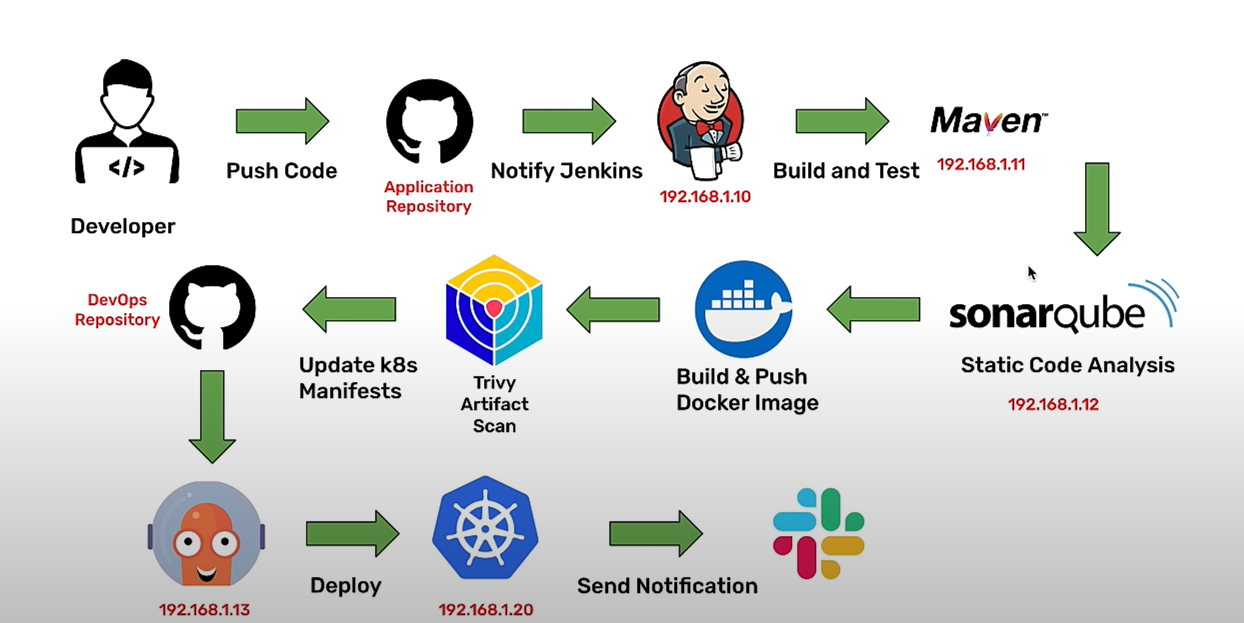 </>
Developer
Push Code
Application
Repository
Notify Jenkins
192.168.1.10
Build and Test
Maven™
192.168.1.11
DevOps
Repository
Update k8s
Manifests
Trivy
Artifact
Scan
Build & Push
Docker Image
sonarqube
Static Code Analysis
192.168.1.12
192.168.1.13
Deploy
192.168.1.20
Send Notification